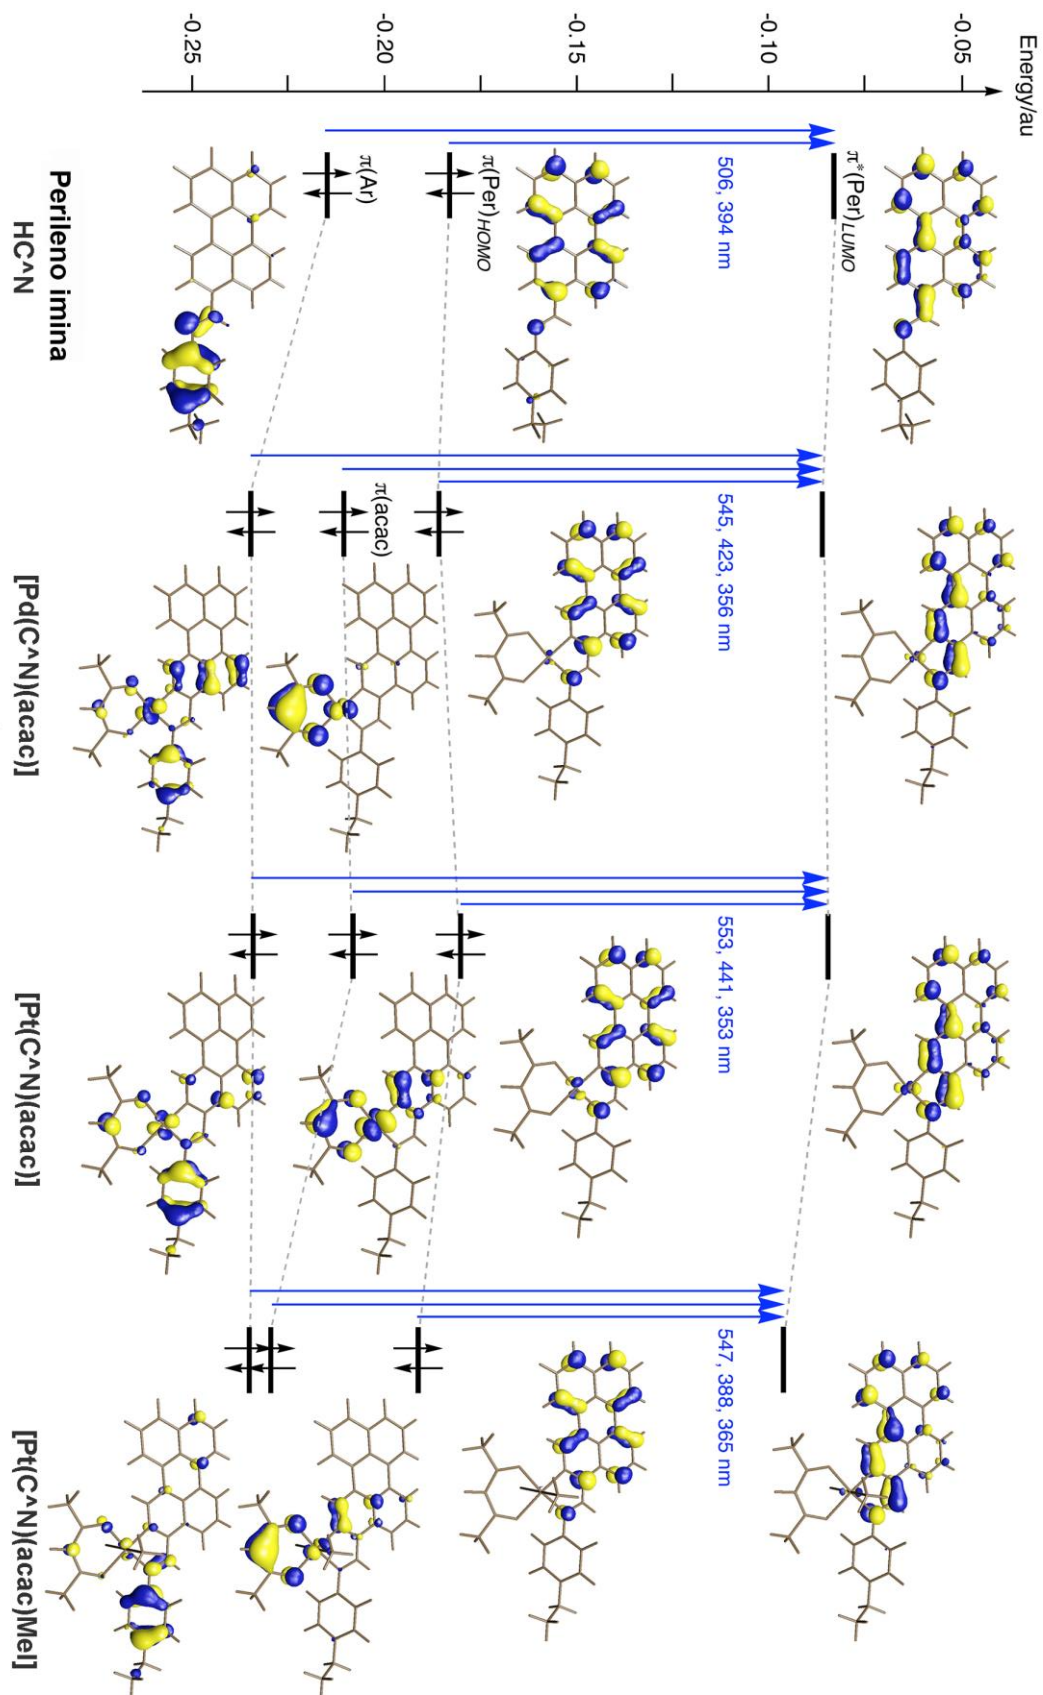 Energy/au
-0.05
-0.10
-0.15
-0.20
-0.25
π*(Per)LUMO
506, 394 nm
π(Per)HOMO
π(Ar)
Perileno imina
HC^N
545, 423, 356 nm
π(acac)
[Pd(C^N)(acac)]
553, 441, 353 nm
[Pt(C^N)(acac)]
547, 388, 365 nm
[Pt(C^N)(acac)MeI]